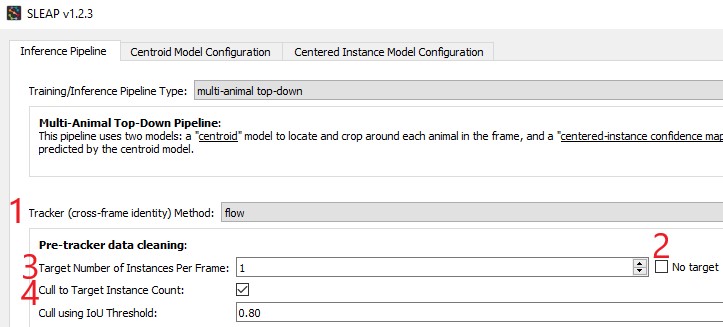 SLEAP v1.2.3
Inference Pipeline Centroid Model Configuration Centered Instance Model Configuration
Training/Inference Pipeline Type: multi-animal top-down
Multi-Animal Top-Down Pipeline:
This pipeline uses two models: a "centroid" model to locate and crop around each animal in the frame, and a "centered-instance confidence map
predicted by the centroid model.
1 Tracker (cross-frame identity) Method: flow
Pre-tracker data cleaning: 2
3 Target Number of Instances Per Frame: 1 No target
4 Cull to Target Instance Count:
Cull using IoU Threshold: 0.80